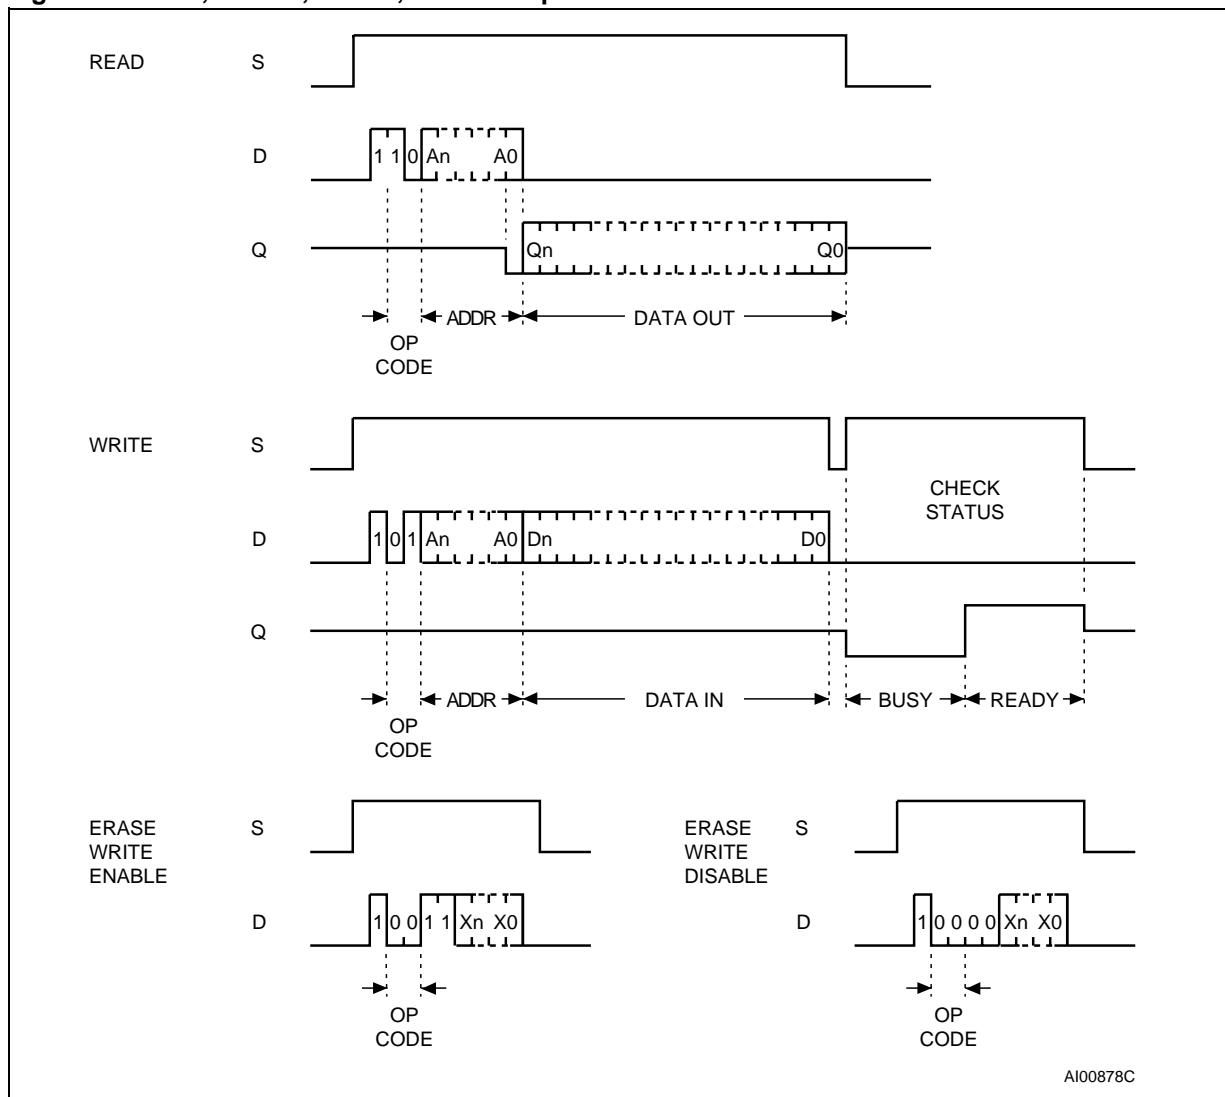 READ S
D 1 1 0 An A0
Q Qn Q0
ADDR DATA OUT
OP
CODE
WRITE S
CHECK
STATUS
D 1 0 1 An A0 Dn D0
Q
ADDR DATA IN BUSY READY
OP
CODE
ERASE
WRITE
ENABLE
S
D 1 0 0 1 1 Xn X0
OP
CODE
ERASE
WRITE
DISABLE
S
D 1 0 0 0 0 Xn X0
OP
CODE
AI00878C